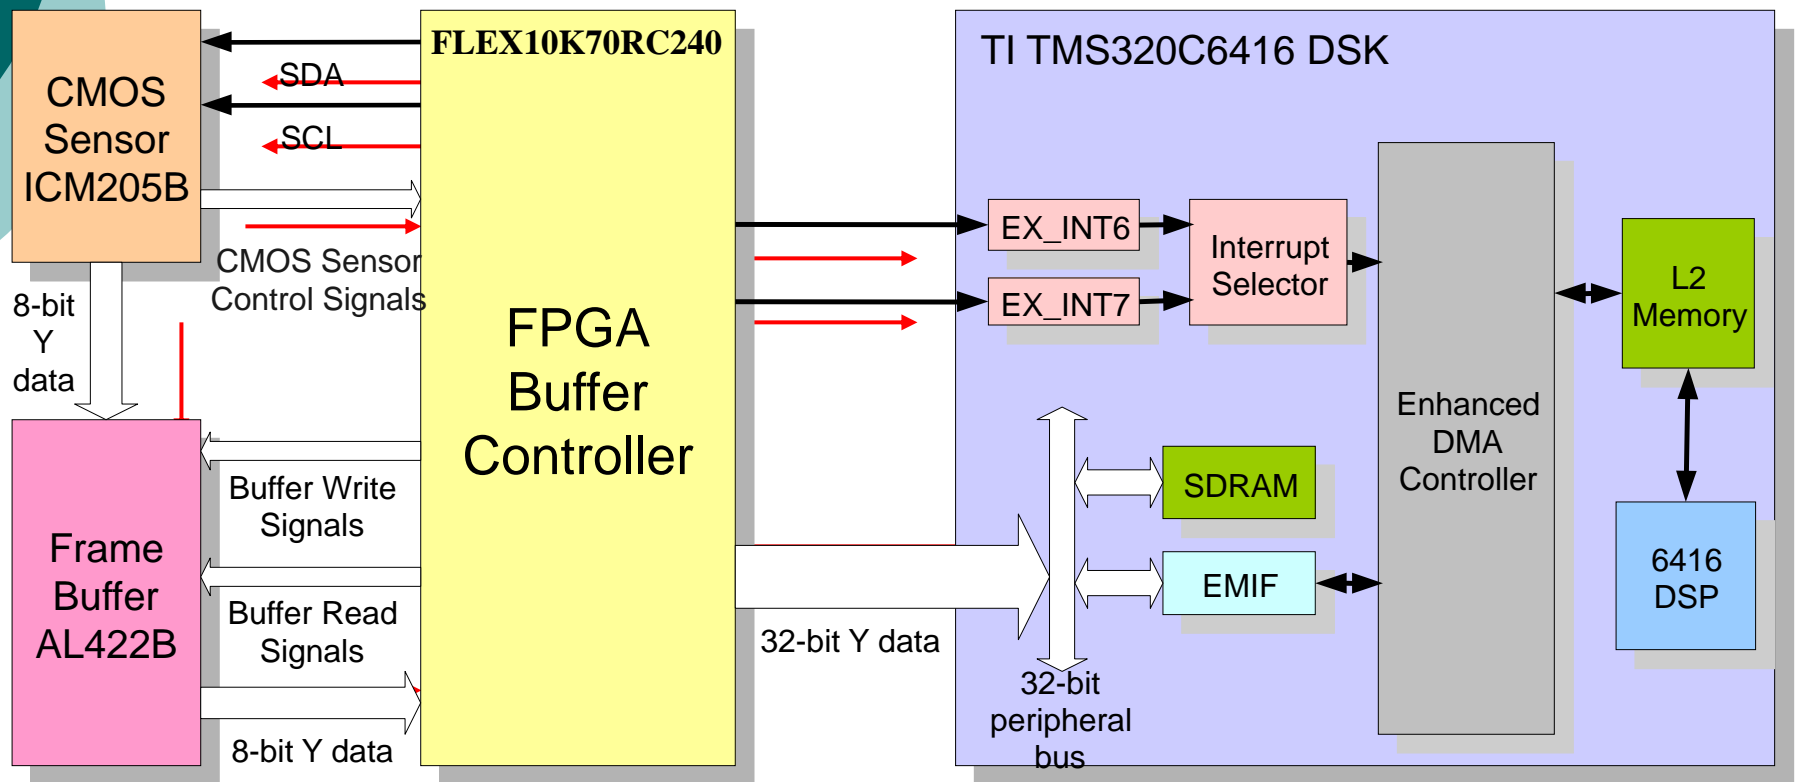 CMOS
Sensor
ICM205B
SDA
SCL
CMOS Sensor
Control Signals
8-bit
Y
data
Frame
Buffer
AL422B
Buffer Write
Signals
Buffer Read
Signals
8-bit Y data
FLEX10K70RC240
FPGA
Buffer
Controller
32-bit Y data
TI TMS320C6416 DSK
EX_INT6
EX_INT7
Interrupt
Selector
SDRAM
EMIF
32-bit
peripheral
bus
Enhanced
DMA
Controller
L2
Memory
6416
DSP